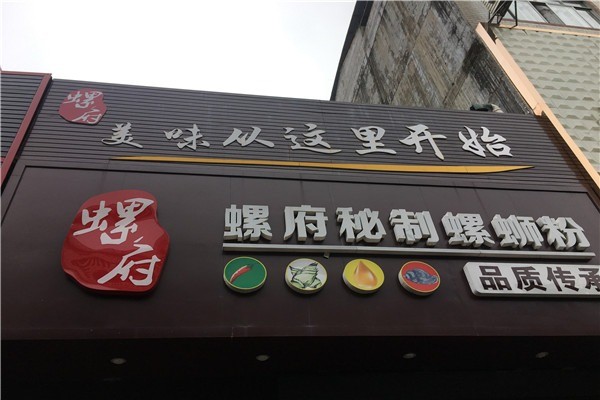 螺府
美味从这里开始
螺府
螺府秘制螺蛳粉
品质传承